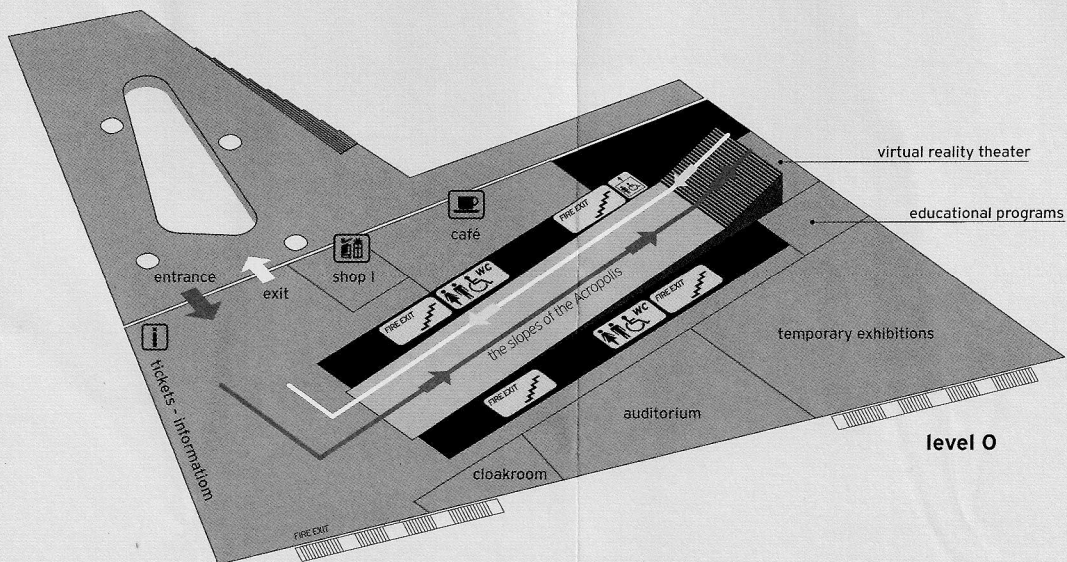 virtual reality theater
educational programs
café
shop I
entrance
exit
i
tickets - informatiom
FIRE EXIT
WC
FIRE EXIT
the slopes of the Acropolis
FIRE EXIT
WC
FIRE EXIT
temporary exhibitions
auditorium
cloakroom
level 0
FIRE EXIT